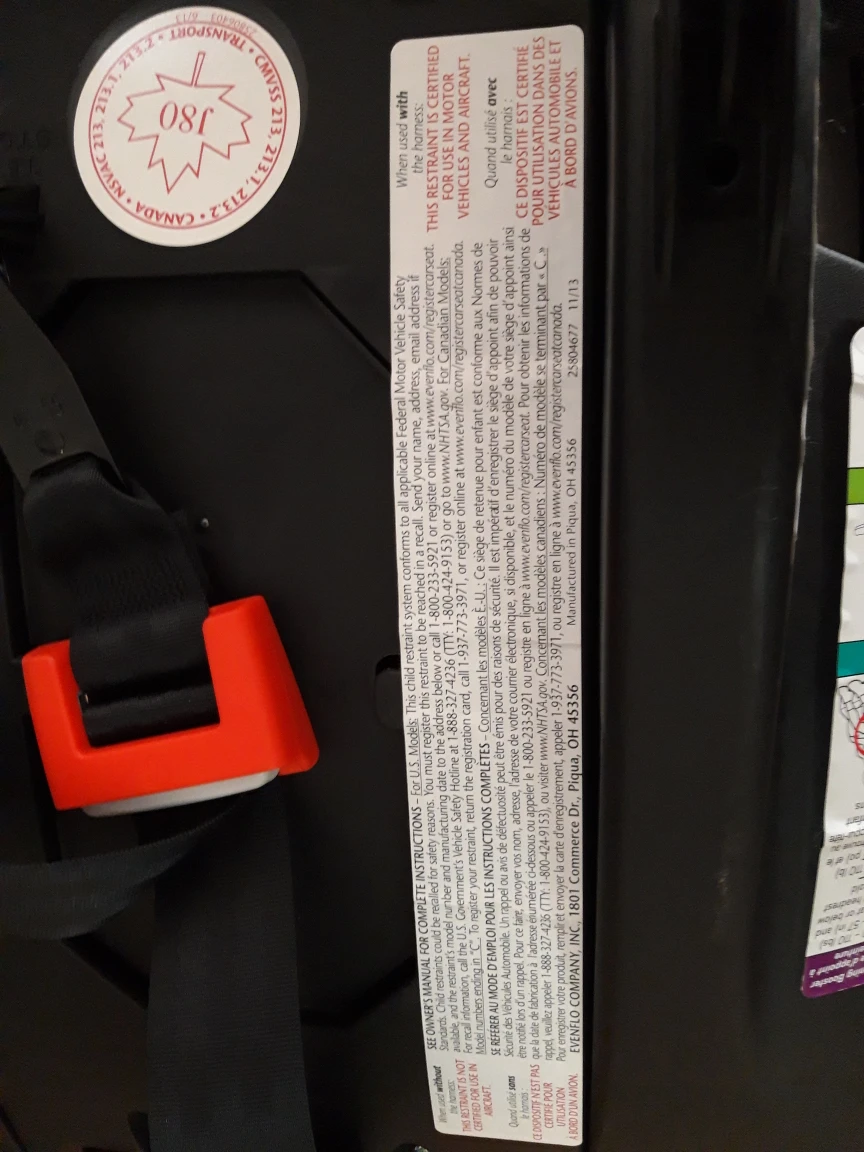 CANADA • NSVAC 213, 213.1, 213.2 • TRANSPORT • CMVSS 213, 213.1, 213.2 •
J80
25806403 6/13
When used without
the harness:
THIS RESTRAINT IS NOT
CERTIFIED FOR USE IN
AIRCRAFT.
Quand utilisé sans
le harnais :
CE DISPOSITIF N'EST PAS
CERTIFIÉ POUR
UTILISATION
À BORD D'UN AVION.
SEE OWNER'S MANUAL FOR COMPLETE INSTRUCTIONS – For U.S. Models: This child restraint system conforms to all applicable Federal Motor Vehicle Safety
Standards. Child restraints could be recalled for safety reasons. You must register this restraint to be reached in a recall. Send your name, address, email address if
available, and the restraint's model number and manufacturing date to the address below or call 1-800-233-5921 or register online at www.evenflo.com/registercarseat.
For recall information, call the U.S. Government's Vehicle Safety Hotline at 1-888-327-4236 (TTY: 1-800-424-9153) or go to www.NHTSA.gov. For Canadian Models:
Model numbers ending in "C" To register your restraint, return the registration card, call 1-937-773-3971, or register online at www.evenflo.com/registercarseatcanada.
SE RÉFÉRER AU MODE D'EMPLOI POUR LES INSTRUCTIONS COMPLÈTES – Concernant les modèles É.-U.: Ce siège de retenue pour enfant est conforme aux Normes de
Sécurité des Véhicules Automobile. Un rappel ou avis de défectuosité peut être émis pour des raisons de sécurité. Il est impératif d'enregistrer le siège d'appoint afin de pouvoir
être notifié lors d'un rappel. Pour ce faire, envoyer vos nom, adresse, l'adresse de votre courrier électronique, si disponible, et le numéro du modèle de votre siège d'appoint ainsi
que la date de fabrication à l'adresse énumérée ci-dessous ou appeler le 1-800-233-5921 ou registre en ligne à www.evenflo.com/registercarseat. Pour obtenir les informations de
rappel, veuillez appeler 1-888-327-4236 (TTY: 1-800-424-9153), ou visiter www.NHTSA.gov. Concernant les modèles canadiens : Numéro de modèle se terminant par « C .»
Pour enregistrer votre produit, remplir et envoyer la carte d'enregistrement, appeler 1-937-773-3971, ou registre en ligne à www.evenflo.com/registercarseatcanada.
EVENFLO COMPANY, INC, 1801 Commerce Dr., Piqua, OH 45356 Manufactured in Piqua, OH 45356 25804677 11/13
When used with
the harness:
THIS RESTRAINT IS CERTIFIED
FOR USE IN MOTOR
VEHICLES AND AIRCRAFT.
Quand utilisé avec
le harnais :
CE DISPOSITIF EST CERTIFIÉ
POUR UTILISATION DANS DES
VÉHICULES AUTOMOBILE ET
À BORD D'AVIONS.
Booster
d'appoint à
110 lbs)
57 in) and
or below
headrest
110 lb)